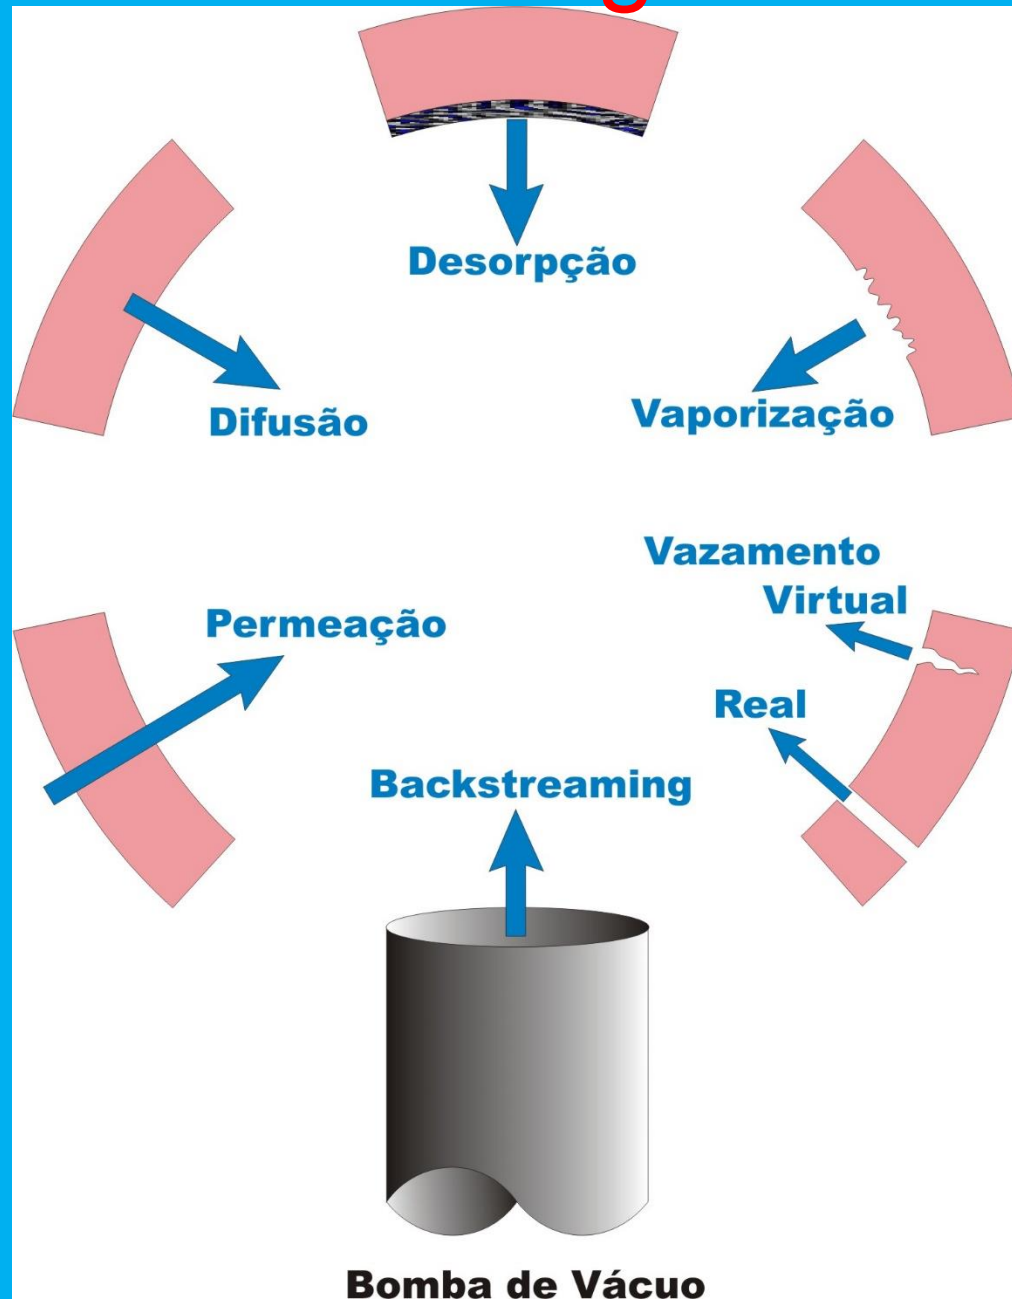 Desorpção
Difusão
Vaporização
Vazamento
Virtual
Permeação
Real
Backstreaming
Bomba de Vácuo